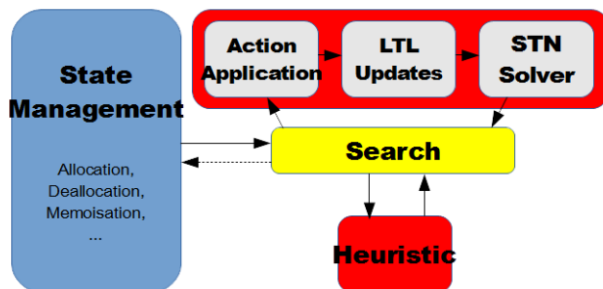 State
Management
Allocation,
Deallocation,
Memoisation,
...
Action
Application
LTL
Updates
STN
Solver
Search
Heuristic